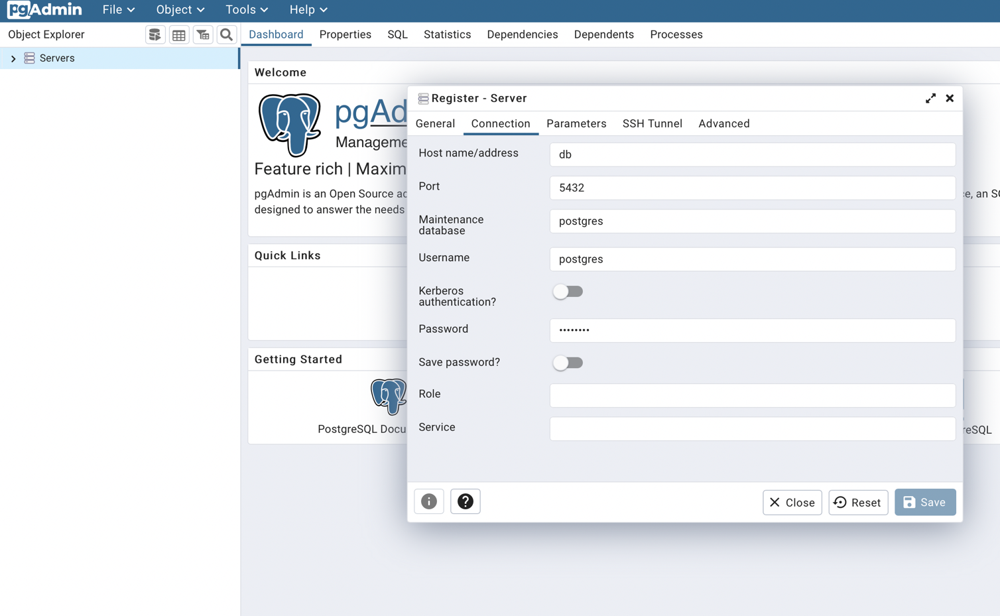 pgAdmin File Object Tools Help
Object Explorer
Dashboard Properties SQL Statistics Dependencies Dependents Processes
Servers
Welcome
pgAd
Manageme
Feature rich | Maxim
pgAdmin is an Open Source ad
ce, an SQ
designed to answer the needs
Quick Links
Getting Started
PostgreSQL Docu
reSQL
Register - Server
General Connection Parameters SSH Tunnel Advanced
Host name/address db
Port 5432
Maintenance
database
postgres
Username postgres
Kerberos
authentication?
Password ••••••••
Save password?
Role
Service
Close Reset Save